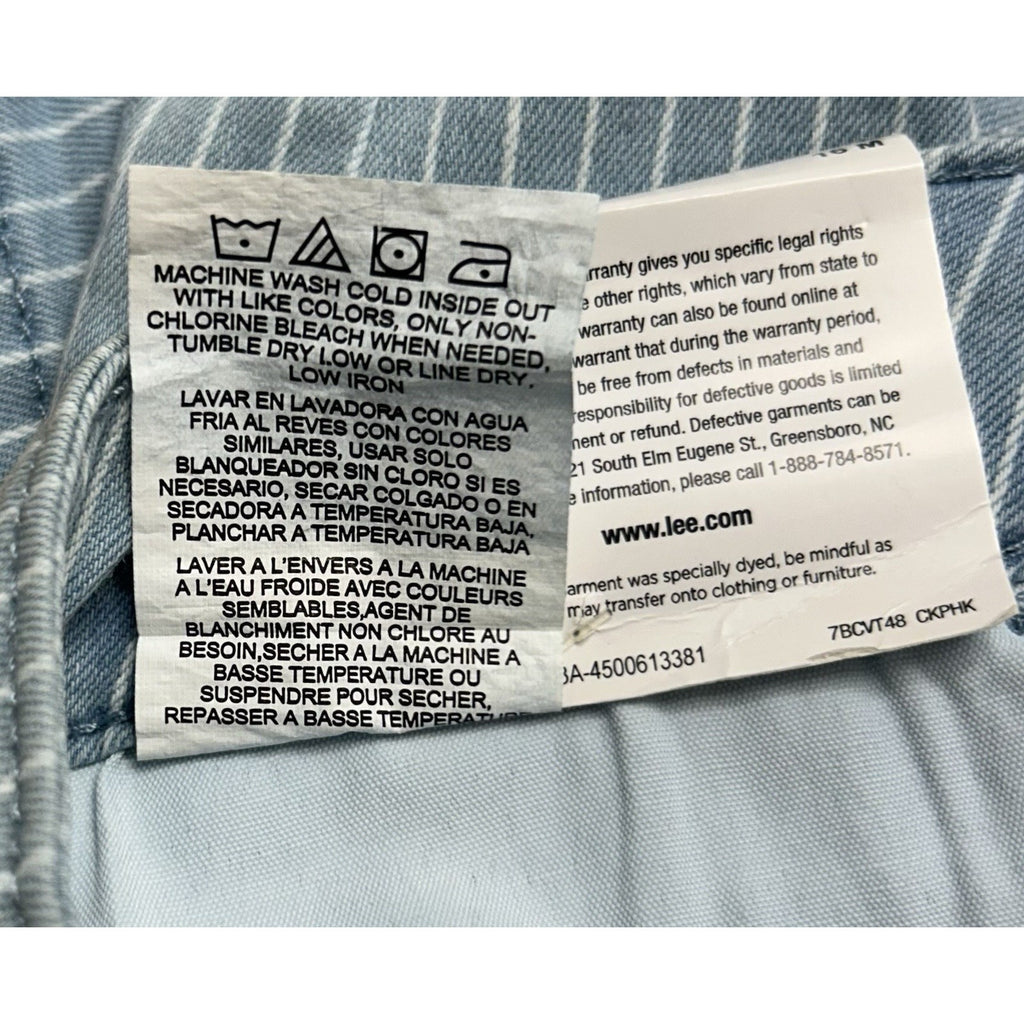 MACHINE WASH COLD INSIDE OUT
WITH LIKE COLORS, ONLY NON-
CHLORINE BLEACH WHEN NEEDED,
TUMBLE DRY LOW OR LINE DRY,
LOW IRON
LAVAR EN LAVADORA CON AGUA
FRIA AL REVES CON COLORES
SIMILARES, USAR SOLO
BLANQUEADOR SIN CLORO SI ES
NECESARIO, SECAR COLGADO O EN
SECADORA A TEMPERATURA BAJA,
PLANCHAR A TEMPERATURA BAJA
LAVER A L'ENVERS A LA MACHINE
A L'EAU FROIDE AVEC COULEURS
SEMBLABLES,AGENT DE
BLANCHIMENT NON CHLORE AU
BESOIN,SECHER A LA MACHINE A
BASSE TEMPERATURE OU
SUSPENDRE POUR SECHER,
REPASSER A BASSE TEMPERATURE
rranty gives you specific legal rights
e other rights, which vary from state to
warranty can also be found online at
warrant that during the warranty period,
be free from defects in materials and
responsibility for defective goods is limited
ment or refund. Defective garments can be
21 South Elm Eugene St., Greensboro, NC
e information, please call 1-888-784-8571.
www.lee.com
arment was specially dyed, be mindful as
may transfer onto clothing or furniture.
7BCVT48 CKPHK
BA-4500613381